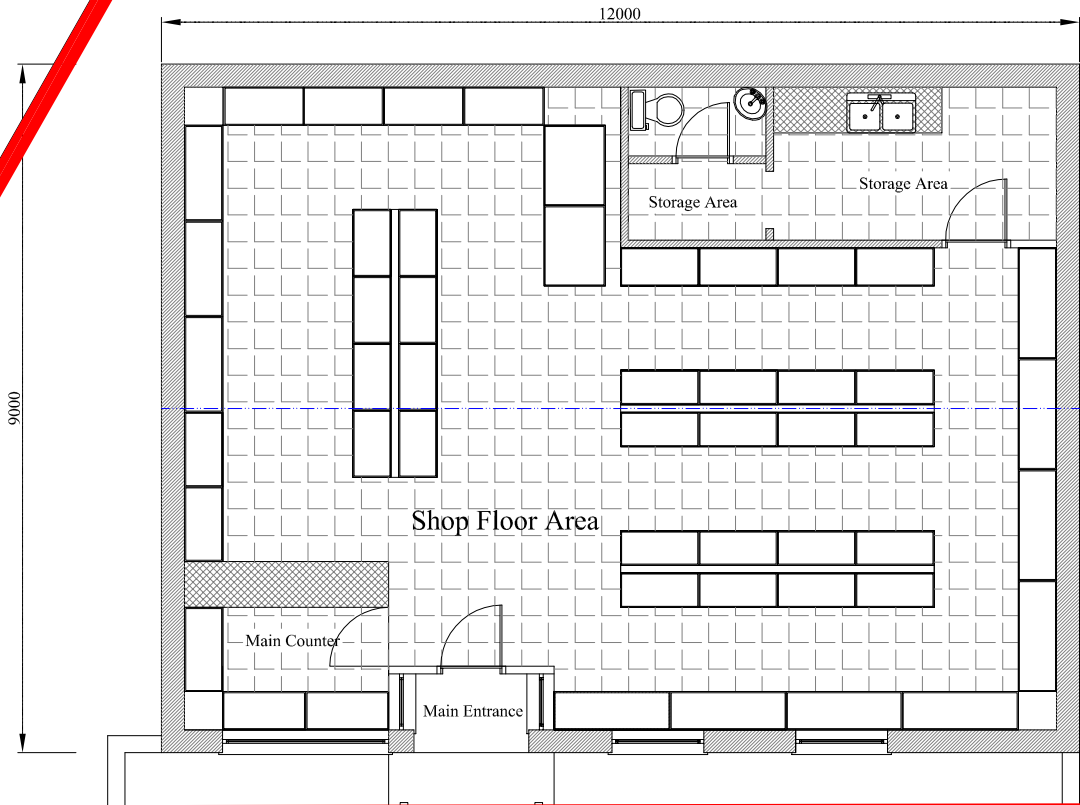 12000
Storage Area
Storage Area
9000
Shop Floor Area
Main Counter
Main Entrance